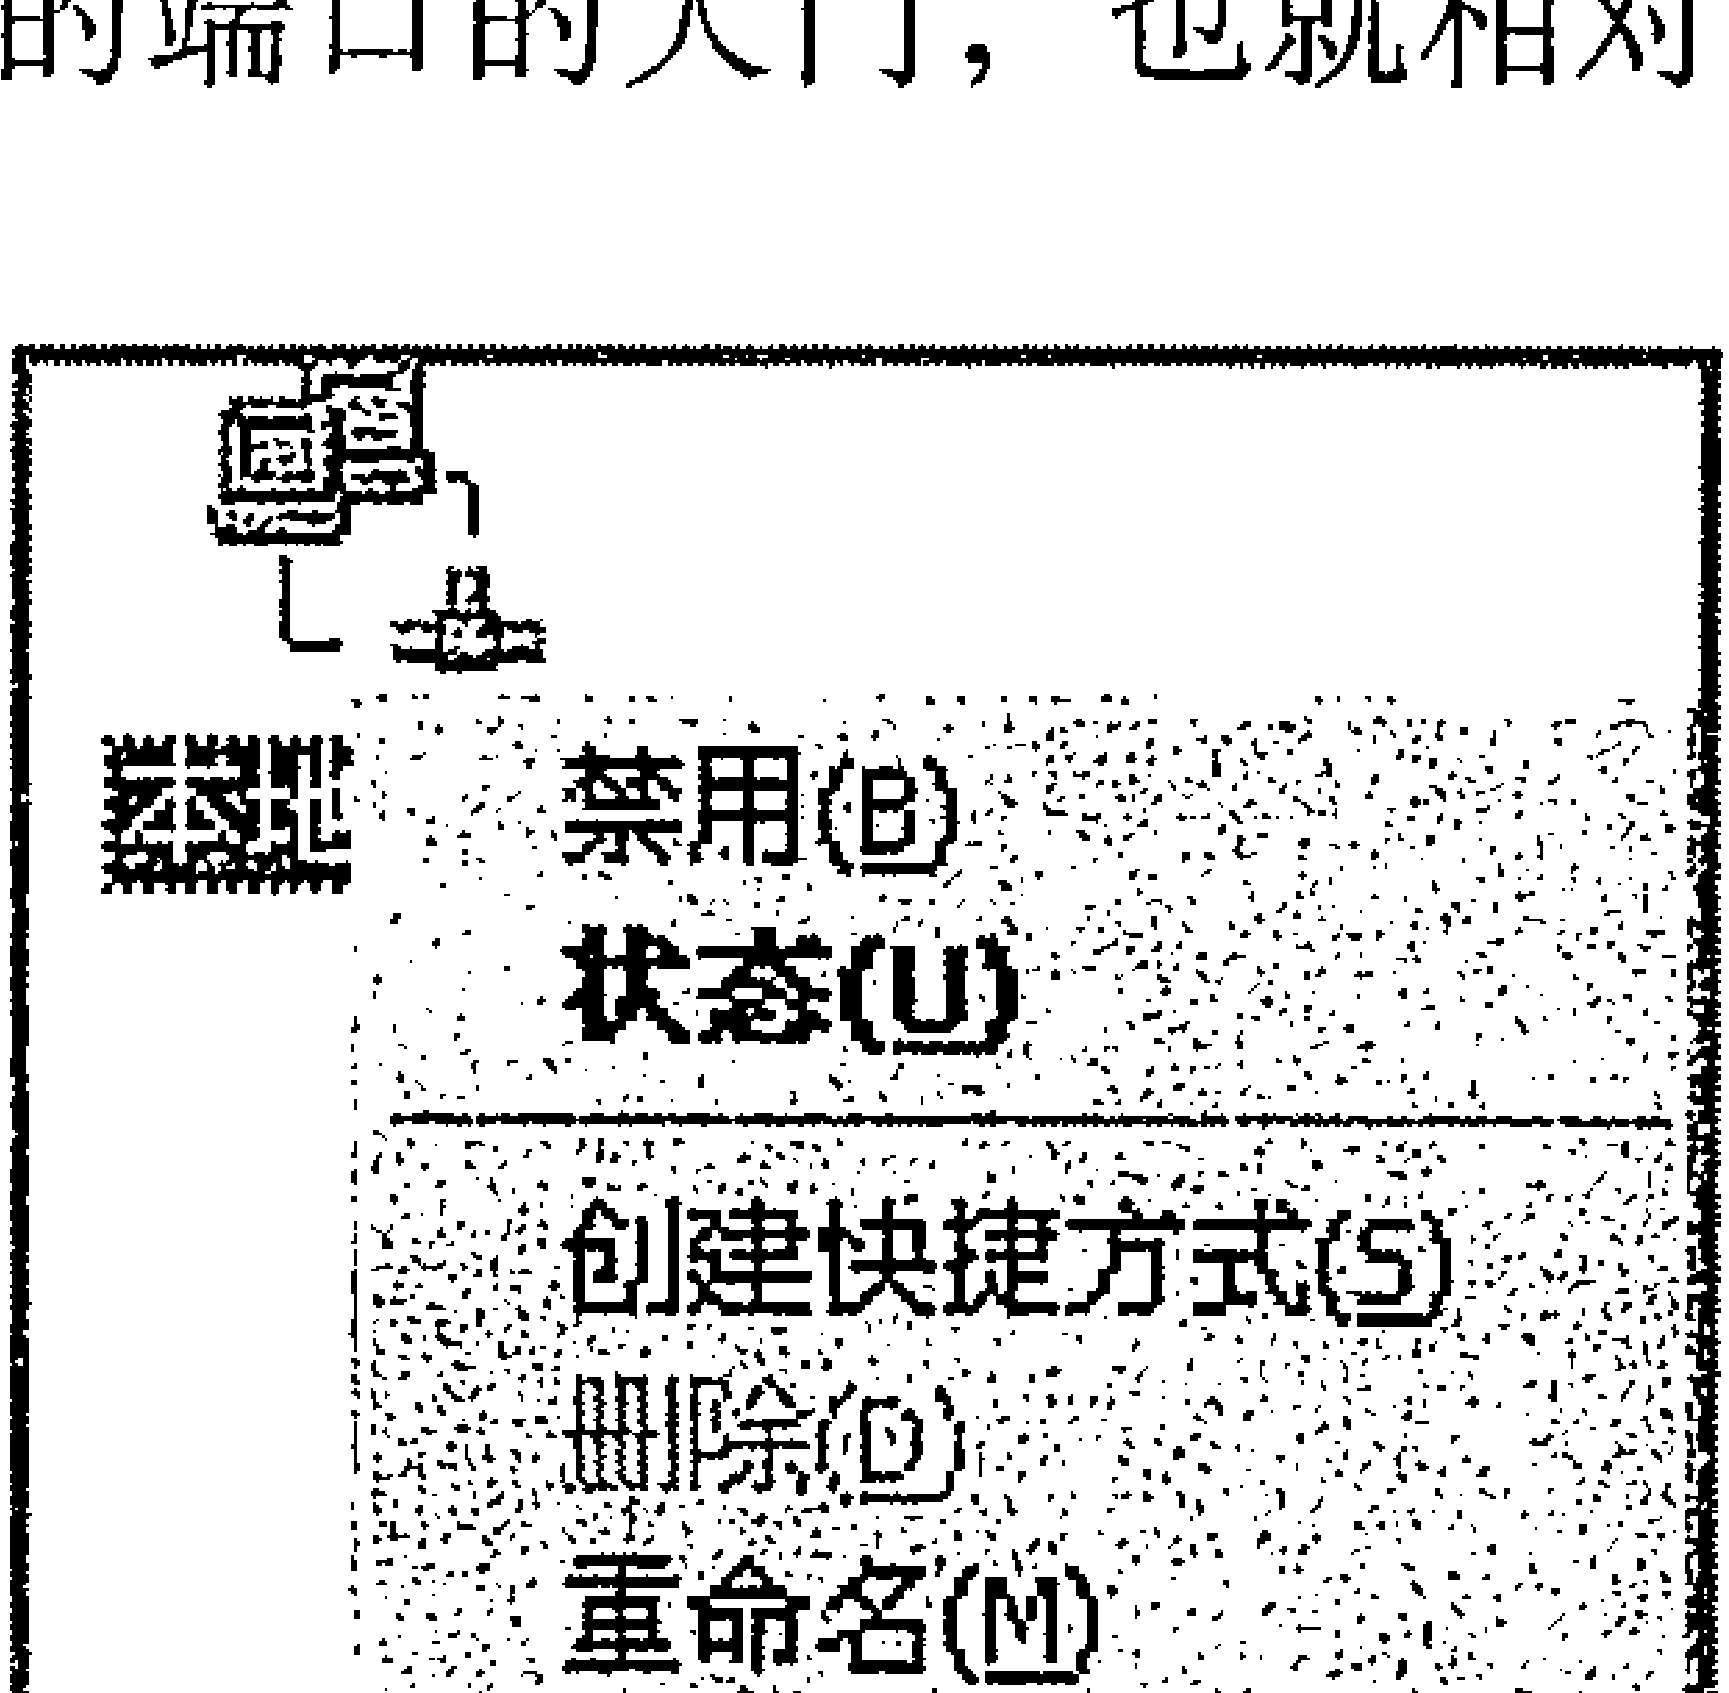 的端口的大门，也就相对
禁用(B)
状态(U)
创建快捷方式(S)
删除(D)
重命名(M)